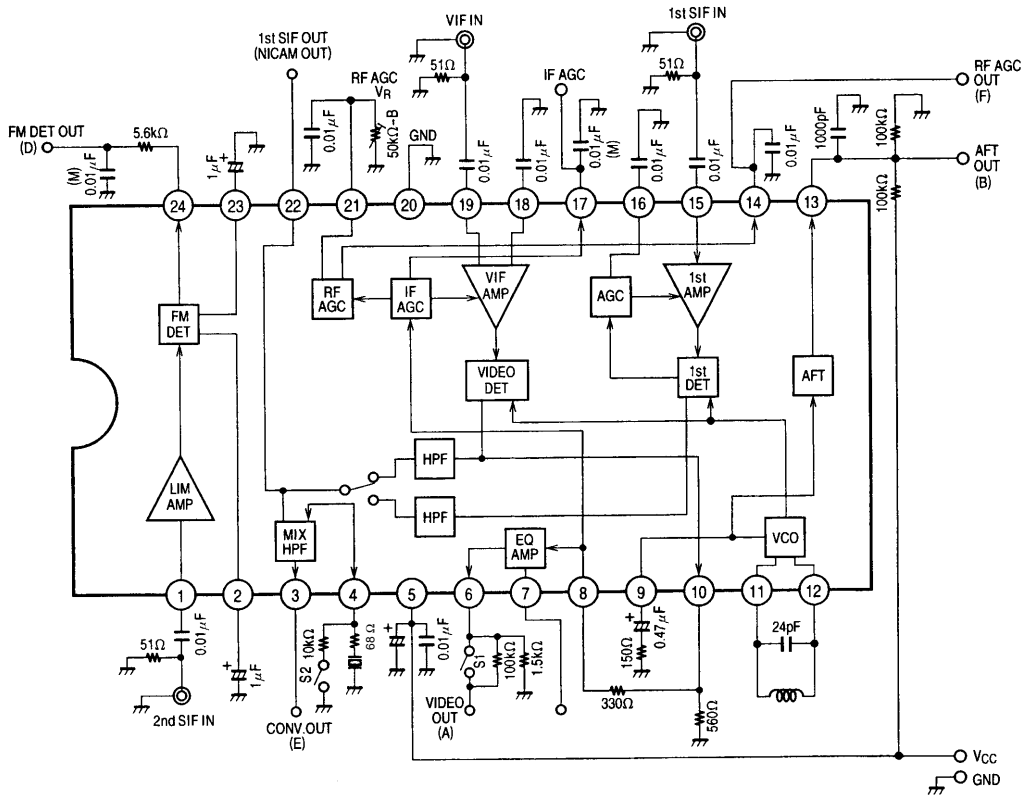 VIF IN
1st SIF IN
1st SIF OUT
(NICAM OUT)
51Ω
51Ω
RF AGC
VR
IF AGC
RF AGC
OUT
(F)
FM DET OUT
(D)
5.6kΩ
0.01μF
(M)
1μF
+
0.01μF
50kΩ-B
GND
0.01μF
0.01μF
0.01μF
(M)
0.01μF
0.01μF
0.01μF
1000pF
100kΩ
AFT
OUT
(B)
100kΩ
24
23
22
21
20
19
18
17
16
15
14
13
FM
DET
RF
AGC
IF
AGC
VIF
AMP
AGC
1st
AMP
VIDEO
DET
1st
DET
AFT
LIM
AMP
HPF
HPF
MIX
HPF
EQ
AMP
VCO
1
2
3
4
5
6
7
8
9
10
11
12
51Ω
0.01μF
+
1μF
2nd SIF IN
10kΩ
S2
68Ω
CONV.OUT
(E)
+
0.01μF
S1
100kΩ
1.5kΩ
VIDEO
OUT
(A)
330Ω
+
0.47μF
150Ω
560Ω
24pF
VCC
GND